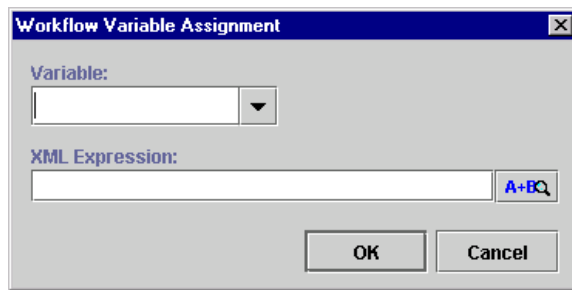 Workflow Variable Assignment
Variable:
XML Expression:
A+B
OK Cancel